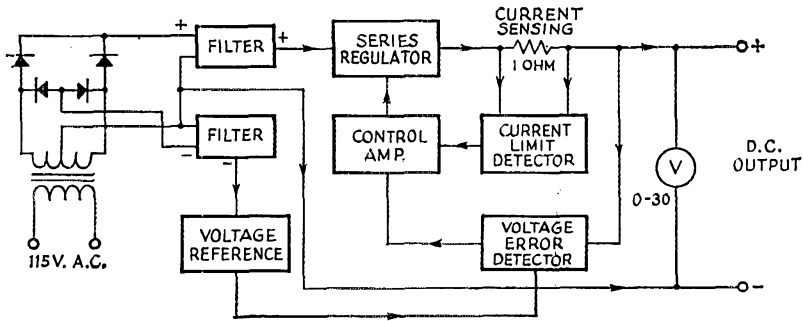 +
FILTER
+
SERIES
REGULATOR
CURRENT
SENSING
1 OHM
+
FILTER
-
-
CONTROL
AMP.
CURRENT
LIMIT
DETECTOR
V
0-30
D.C.
OUTPUT
VOLTAGE
REFERENCE
VOLTAGE
ERROR
DETECTOR
115V. A.C.
-